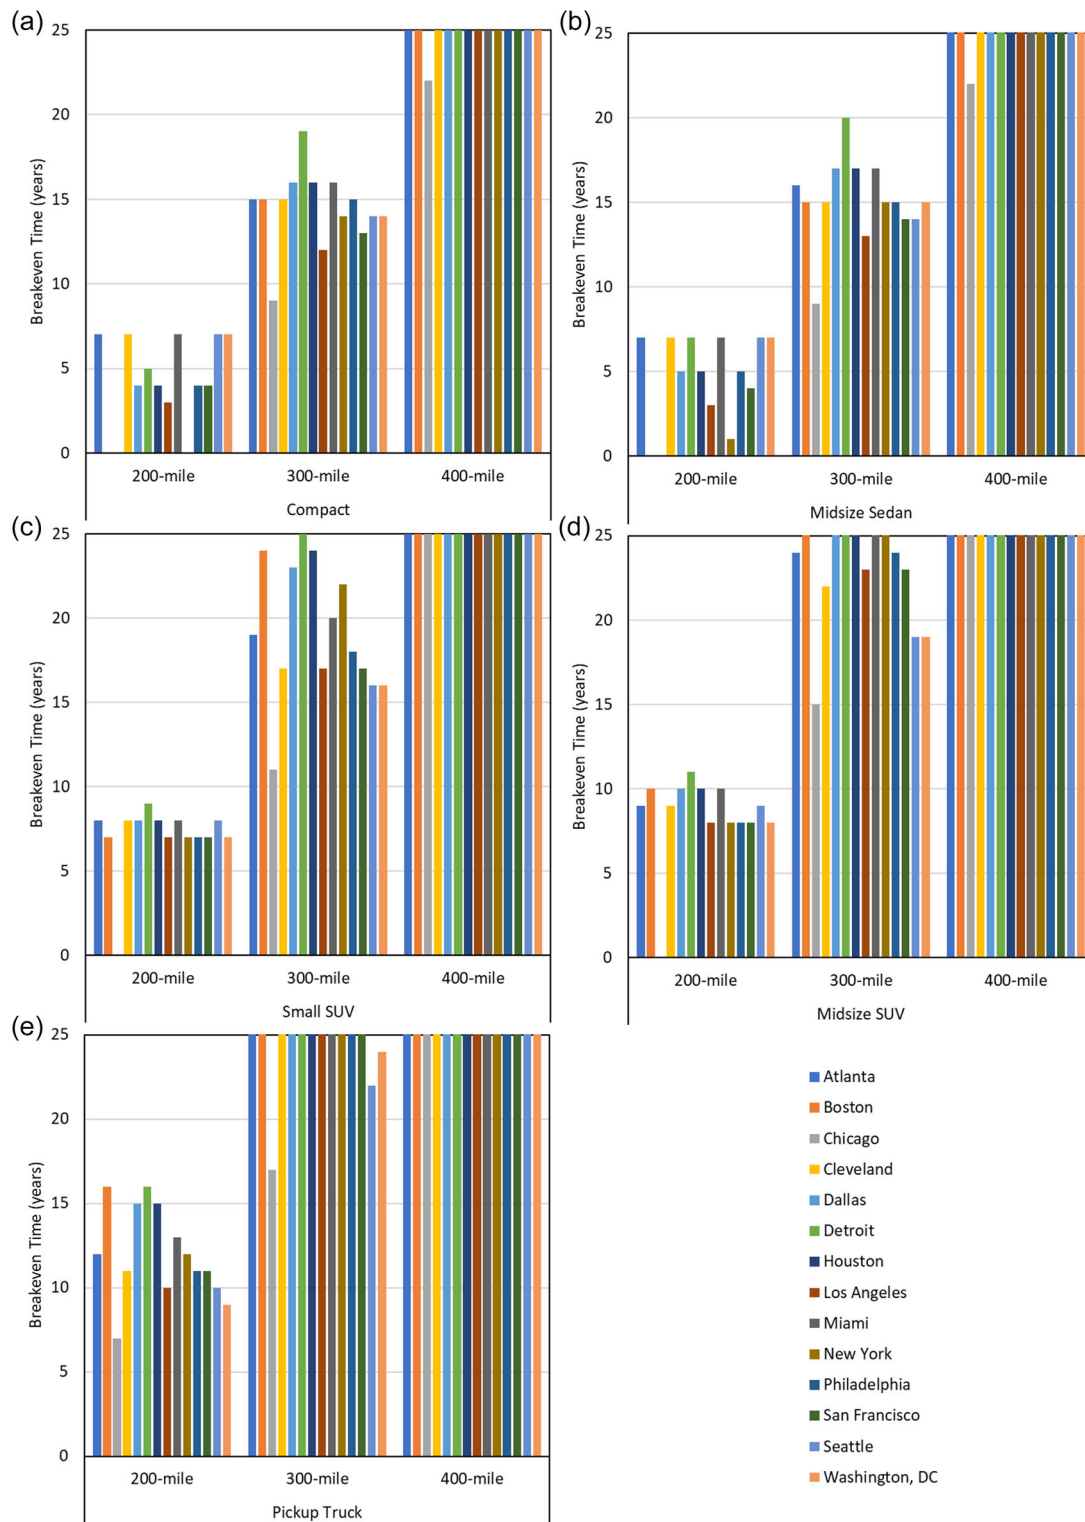 (a)
25
20
15
10
5
0
Breakeven Time (years)
200-mile 300-mile 400-mile
Compact
(b)
25
20
15
10
5
0
Breakeven Time (years)
200-mile 300-mile 400-mile
Midsize Sedan
(c)
25
20
15
10
5
0
Breakeven Time (years)
200-mile 300-mile 400-mile
Small SUV
(d)
25
20
15
10
5
0
Breakeven Time (years)
200-mile 300-mile 400-mile
Midsize SUV
(e)
25
20
15
10
5
0
Breakeven Time (years)
200-mile 300-mile 400-mile
Pickup Truck
Atlanta
Boston
Chicago
Cleveland
Dallas
Detroit
Houston
Los Angeles
Miami
New York
Philadelphia
San Francisco
Seattle
Washington, DC